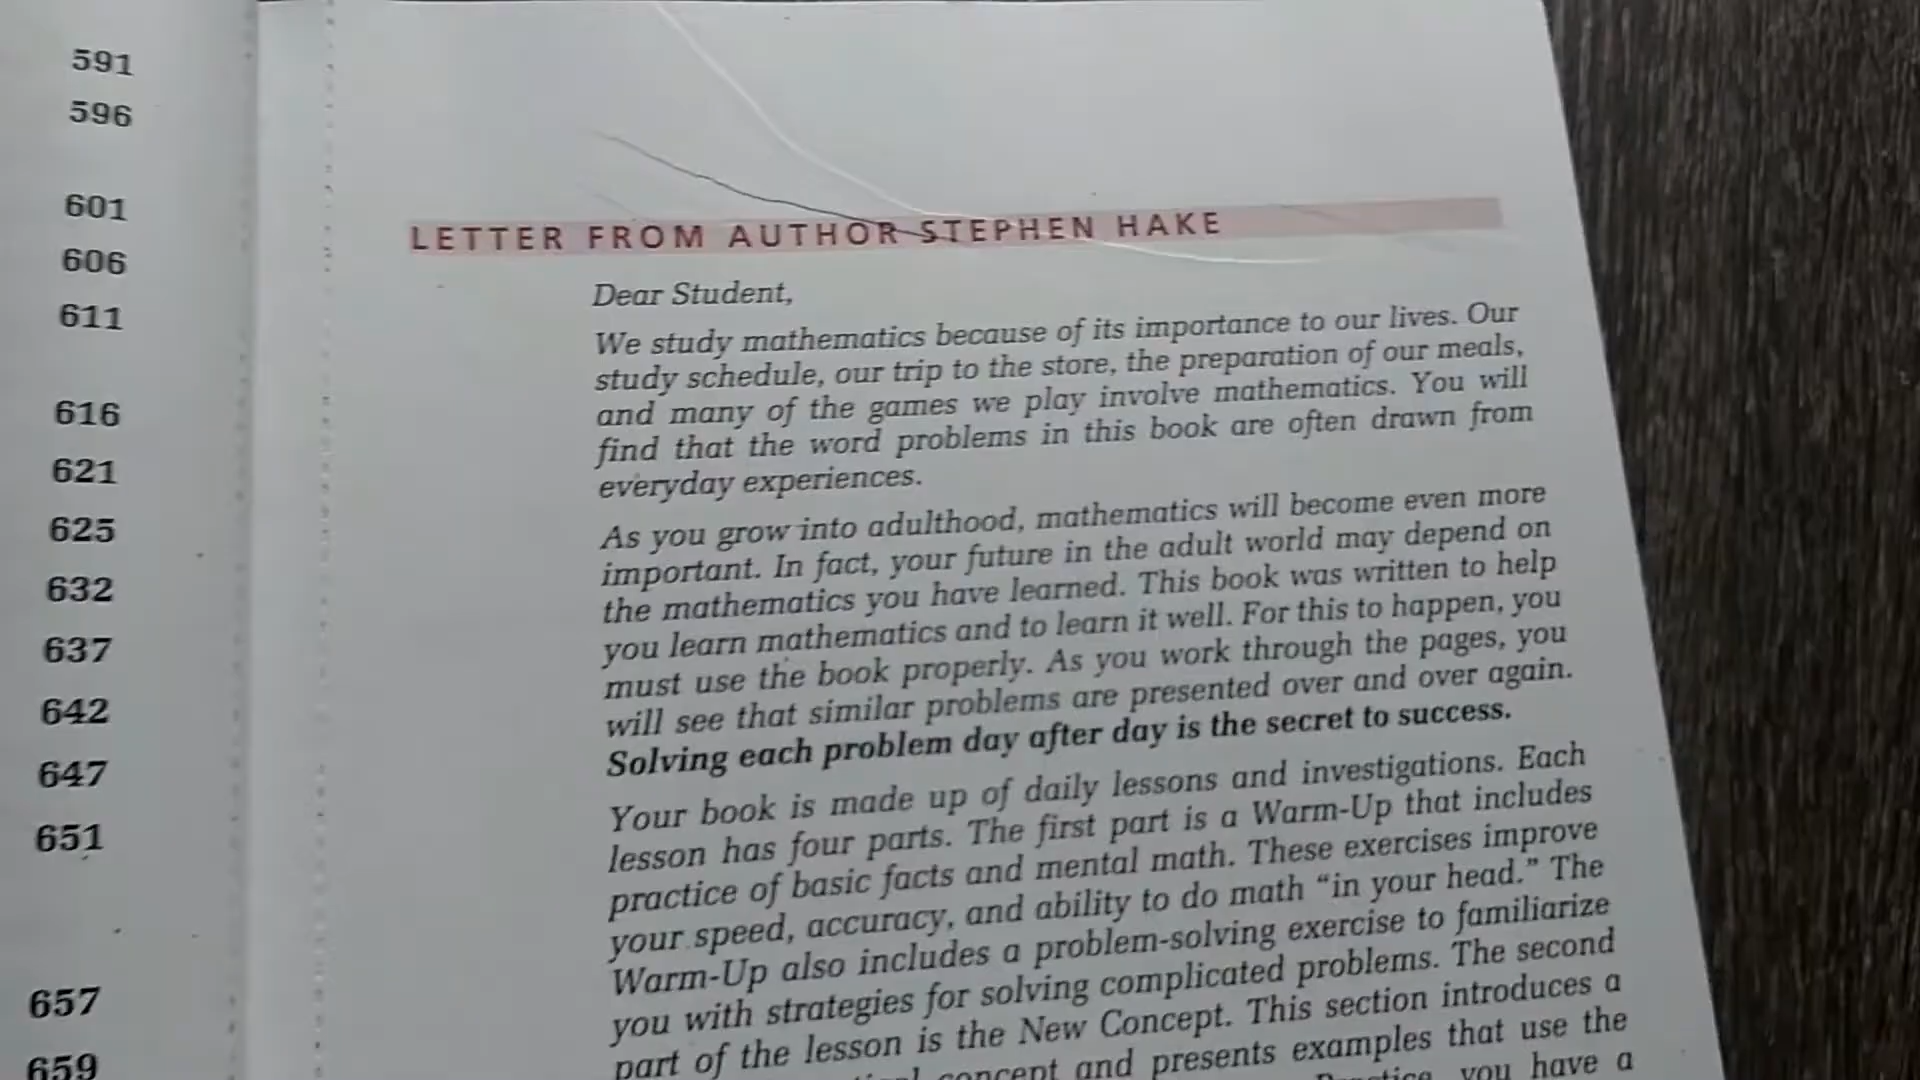 591
596
601
606
611
616
621
625
632
637
642
647
651
657
659
LETTER FROM AUTHOR STEPHEN HAKE
Dear Student,
We study mathematics because of its importance to our lives. Our
study schedule, our trip to the store, the preparation of our meals,
and many of the games we play involve mathematics. You will
find that the word problems in this book are often drawn from
everyday experiences.
As you grow into adulthood, mathematics will become even more
important. In fact, your future in the adult world may depend on
the mathematics you have learned. This book was written to help
you learn mathematics and to learn it well. For this to happen, you
must use the book properly. As you work through the pages, you
will see that similar problems are presented over and over again.
Solving each problem day after day is the secret to success.
Your book is made up of daily lessons and investigations. Each
lesson has four parts. The first part is a Warm-Up that includes
practice of basic facts and mental math. These exercises improve
your speed, accuracy, and ability to do math “in your head.” The
Warm-Up also includes a problem-solving exercise to familiarize
you with strategies for solving complicated problems. The second
part of the lesson is the New Concept. This section introduces a
concept and presents examples that use the
you have a